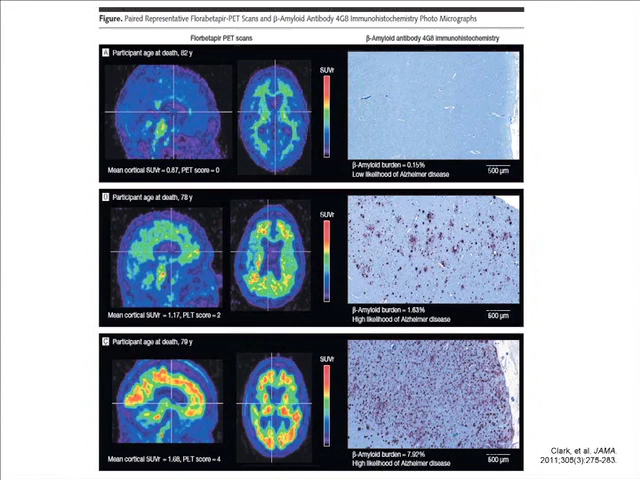 Figure. Paired Representative Florabetapir-PET Scans and β-Amyloid Antibody 4G8 Immunohistochemistry Photo Micrographs
Florbetapir PET scans
β-Amyloid antibody 4G8 immunohistochemistry
A Participant age at death, 82 y
SUVr
Mean cortical SUVr = 0.87, PET score = 0
β-Amyloid burden = 0.15%
Low likelihood of Alzheimer disease
500 μm
Participant age at death, 78 y
SUVr
Mean cortical SUVr = 1.17, PET score = 2
β-Amyloid burden = 1.63%
High likelihood of Alzheimer disease
500 μm
C Participant age at death, 79 y
SUVr
Mean cortical SUVr = 1.68, PET score = 4
β-Amyloid burden = 7.92%
High likelihood of Alzheimer disease
500 μm
Clark, et al. JAMA.
2011;305(3):275-283.